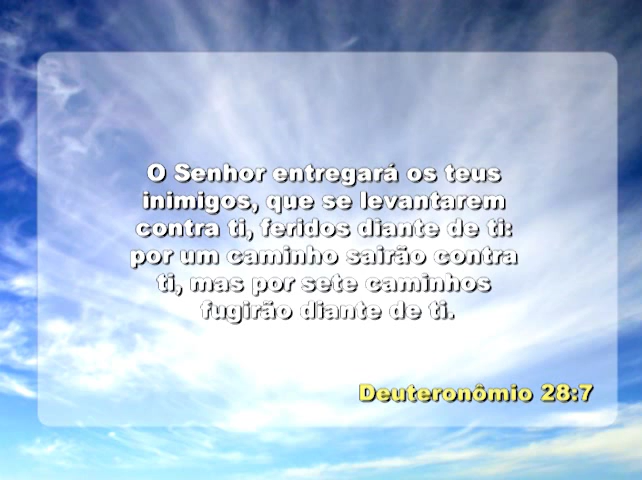 O Senhor entregará os teus
inimigos, que se levantarem
contra ti, feridos diante de ti:
por um caminho sairão contra
ti, mas por sete caminhos
fugirão diante de ti.
Deuteronômio 28:7